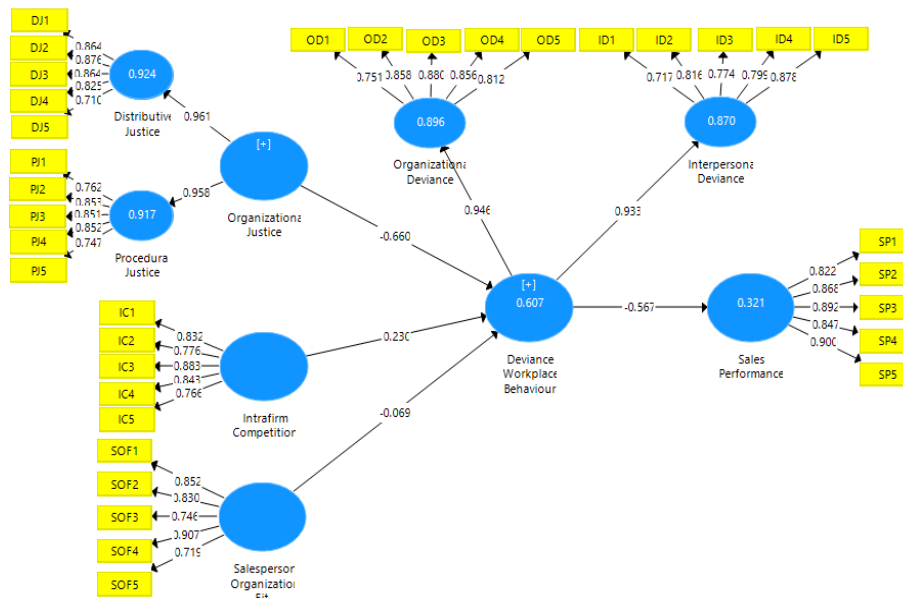 DJ1
DJ2
DJ3
DJ4
DJ5
0.864
0.876
0.864
0.825
0.710
0.924
Distributive
Justice
0.961
PJ1
PJ2
PJ3
PJ4
PJ5
0.762
0.853
0.851
0.852
0.747
0.917
Procedura
Justice
0.958
[+]
Organizationa
Justice
-0.660
OD1
OD2
OD3
OD4
OD5
0.751
0.858
0.880
0.856
0.812
0.896
Organizationa
Deviance
0.946
ID1
ID2
ID3
ID4
ID5
0.717
0.816
0.774
0.799
0.878
0.870
Interpersona
Deviance
0.933
IC1
IC2
IC3
IC4
IC5
0.832
0.776
0.883
0.843
0.766
Intrafirm
Competition
0.230
SOF1
SOF2
SOF3
SOF4
SOF5
0.852
0.830
0.746
0.907
0.719
Salesperson
Organization
-0.069
[+]
0.607
Deviance
Workplace
Behaviour
-0.567
0.321
Sales
Performance
SP1
SP2
SP3
SP4
SP5
0.822
0.868
0.892
0.847
0.900